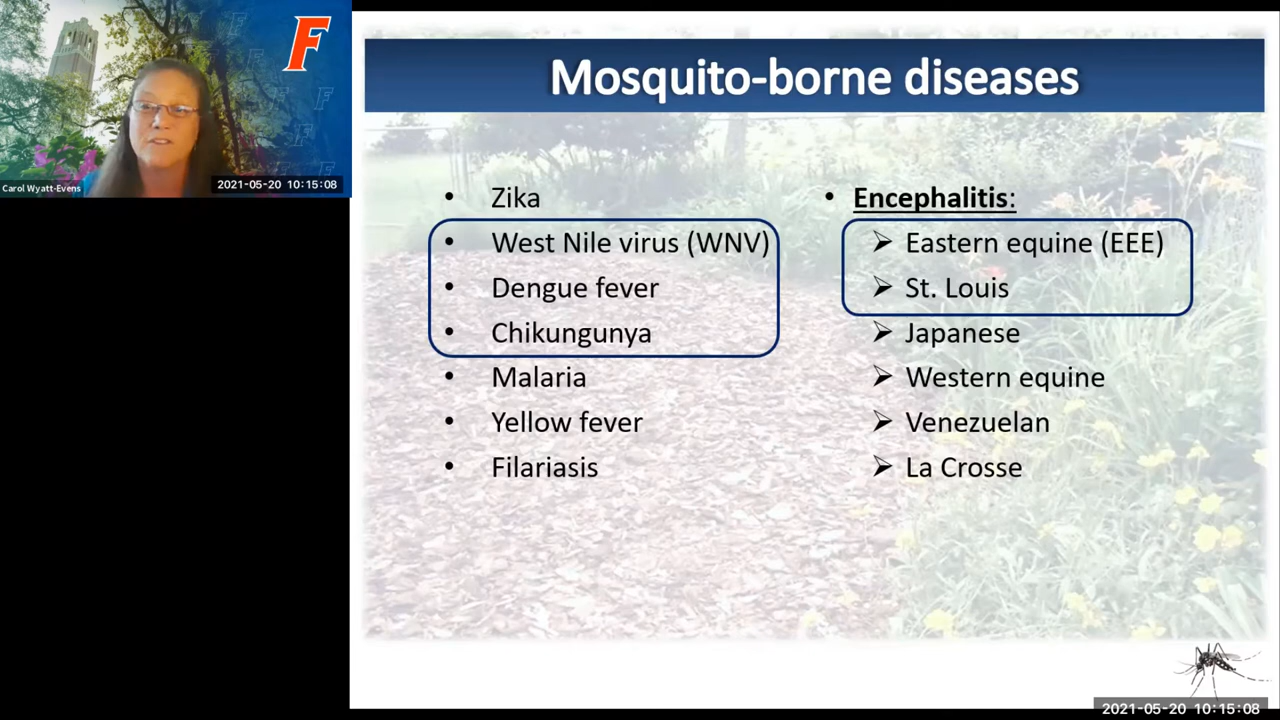 F
Carol Wyatt-Evens
2021-05-20 10:15:08
Mosquito-borne diseases
• Zika
• West Nile virus (WNV)
• Dengue fever
• Chikungunya
• Malaria
• Yellow fever
• Filariasis
• Encephalitis:
➢ Eastern equine (EEE)
➢ St. Louis
➢ Japanese
➢ Western equine
➢ Venezuelan
➢ La Crosse
2021-05-20 10:15:08